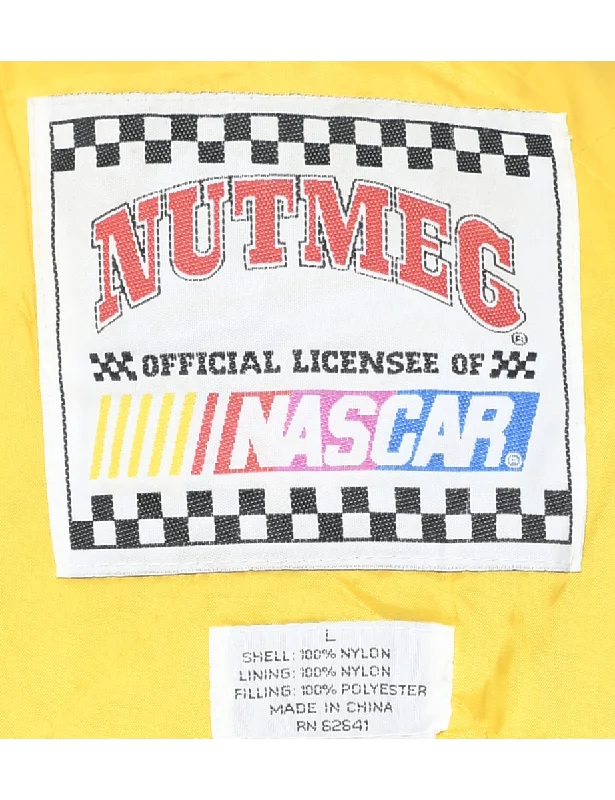 NUTMEG®
OFFICIAL LICENSEE OF
NASCAR®
L
SHELL: 100% NYLON
LINING: 100% NYLON
FILLING: 100% POLYESTER
MADE IN CHINA
RN 62641